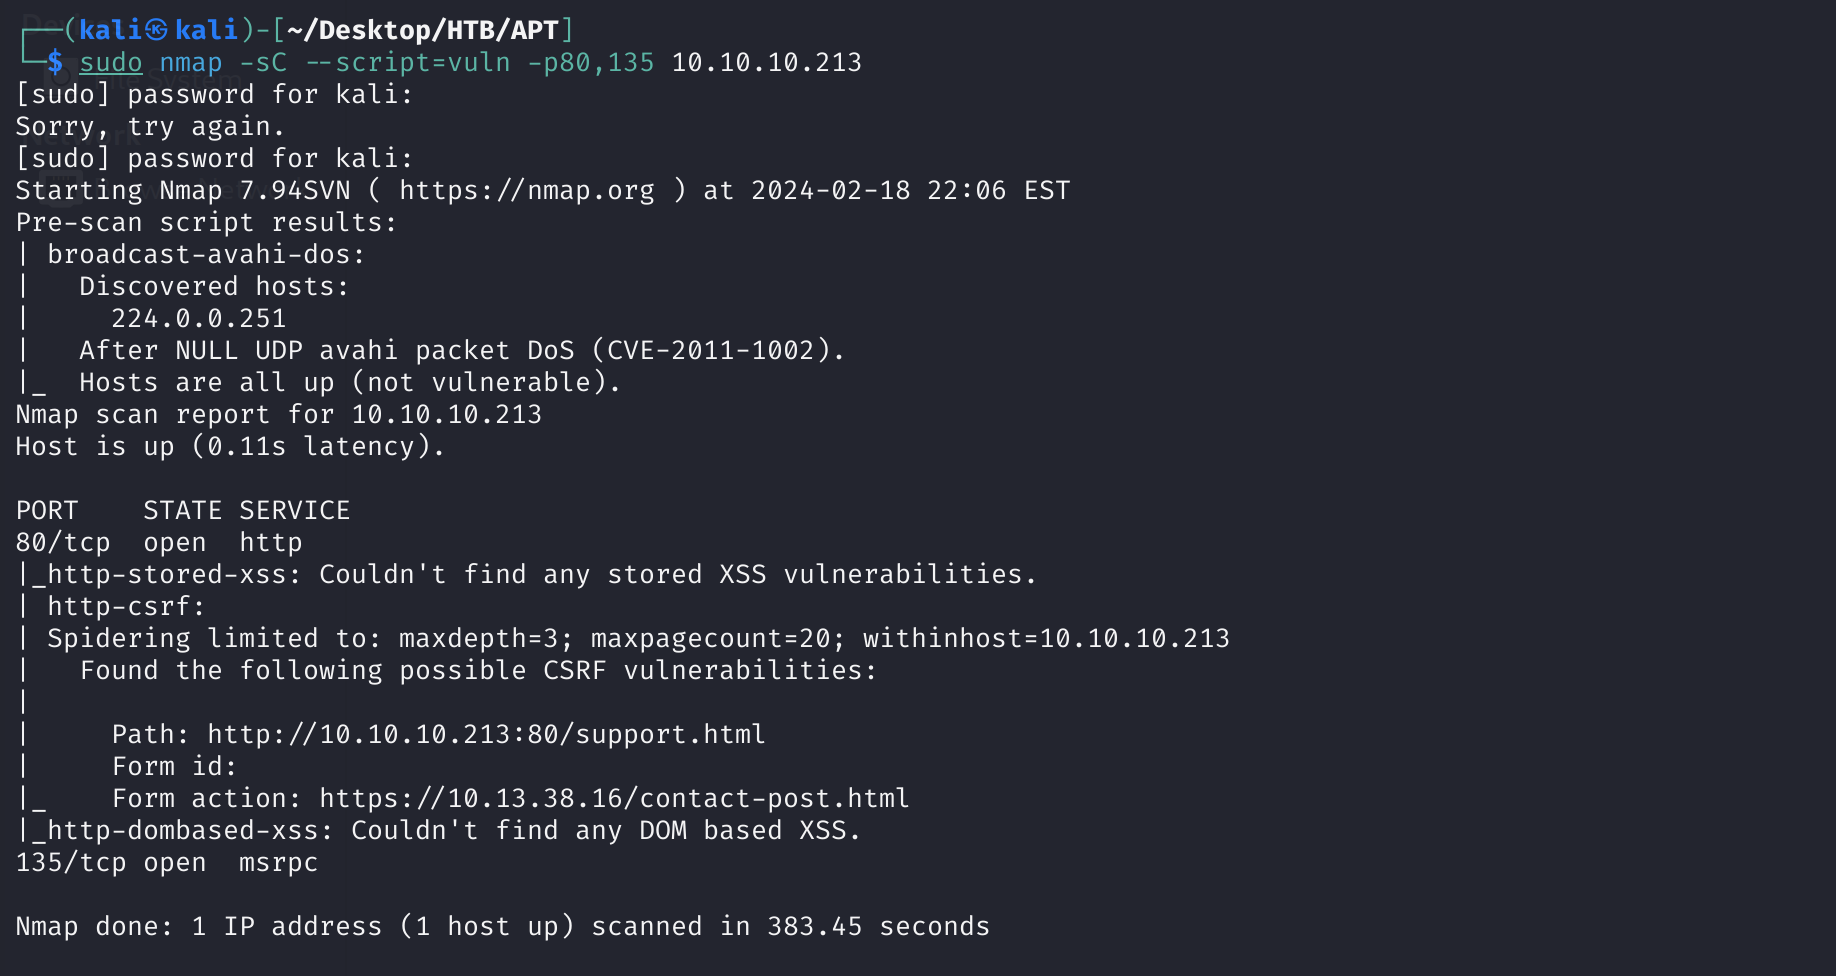 ┌──(kali㉿kali)-[~/Desktop/HTB/APT]
└─$ sudo nmap -sC --script=vuln -p80,135 10.10.10.213
[sudo] password for kali:
Sorry, try again.
[sudo] password for kali:
Starting Nmap 7.94SVN ( https://nmap.org ) at 2024-02-18 22:06 EST
Pre-scan script results:
| broadcast-avahi-dos:
|   Discovered hosts:
|     224.0.0.251
|   After NULL UDP avahi packet DoS (CVE-2011-1002).
|_  Hosts are all up (not vulnerable).
Nmap scan report for 10.10.10.213
Host is up (0.11s latency).

PORT    STATE SERVICE
80/tcp  open  http
|_http-stored-xss: Couldn't find any stored XSS vulnerabilities.
| http-csrf:
| Spidering limited to: maxdepth=3; maxpagecount=20; withinhost=10.10.10.213
|   Found the following possible CSRF vulnerabilities:
|
|     Path: http://10.10.10.213:80/support.html
|     Form id:
|_    Form action: https://10.13.38.16/contact-post.html
|_http-dombased-xss: Couldn't find any DOM based XSS.
135/tcp open  msrpc

Nmap done: 1 IP address (1 host up) scanned in 383.45 seconds